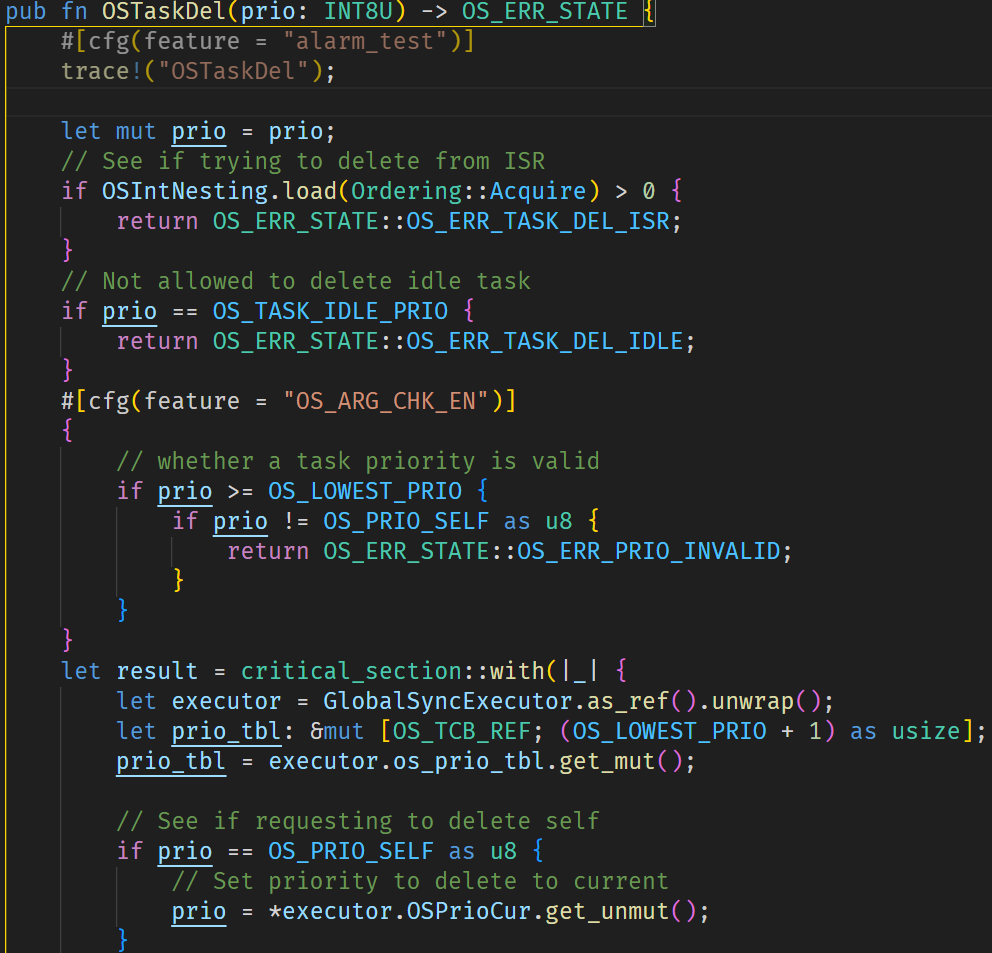 pub fn OSTaskDel(prio: INT8U) -> OS_ERR_STATE {
    #[cfg(feature = "alarm_test")]
    trace!("OSTaskDel");

    let mut prio = prio;
    // See if trying to delete from ISR
    if OSIntNesting.load(Ordering::Acquire) > 0 {
        return OS_ERR_STATE::OS_ERR_TASK_DEL_ISR;
    }
    // Not allowed to delete idle task
    if prio == OS_TASK_IDLE_PRIO {
        return OS_ERR_STATE::OS_ERR_TASK_DEL_IDLE;
    }
    #[cfg(feature = "OS_ARG_CHK_EN")]
    {
        // whether a task priority is valid
        if prio >= OS_LOWEST_PRIO {
            if prio != OS_PRIO_SELF as u8 {
                return OS_ERR_STATE::OS_ERR_PRIO_INVALID;
            }
        }
    }
    let result = critical_section::with(|_| {
        let executor = GlobalSyncExecutor.as_ref().unwrap();
        let prio_tbl: &mut [OS_TCB_REF; (OS_LOWEST_PRIO + 1) as usize];
        prio_tbl = executor.os_prio_tbl.get_mut();

        // See if requesting to delete self
        if prio == OS_PRIO_SELF as u8 {
            // Set priority to delete to current
            prio = *executor.OSPrioCur.get_unmut();
        }